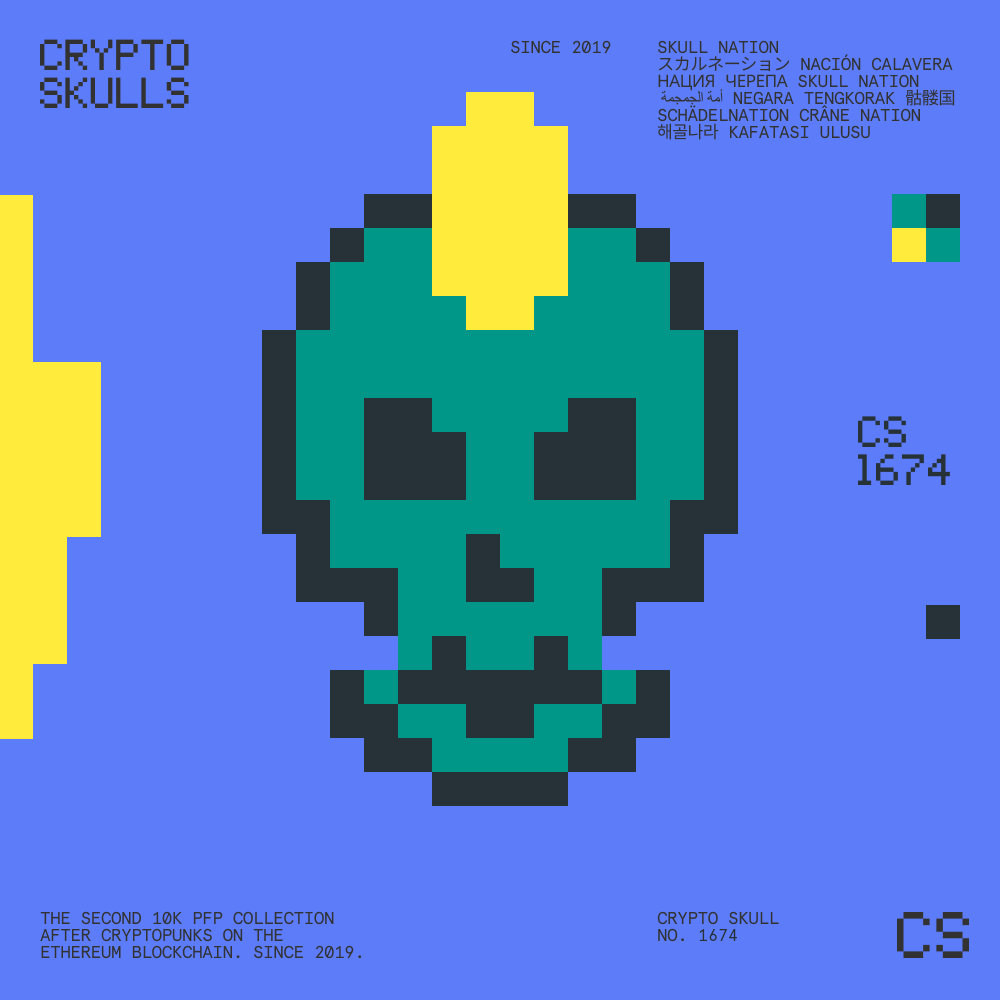 CRYPTO
SKULLS
SINCE 2019
SKULL NATION
スカルネーション NACIÓN CALAVERA
НАЦИЯ ЧЕРЕПА SKULL NATION
أمة الجمجمة NEGARA TENGKORAK 骷髅国
SCHÄDELNATION CRÂNE NATION
해골나라 KAFATASI ULUSU
CS
1674
THE SECOND 10K PFP COLLECTION
AFTER CRYPTOPUNKS ON THE
ETHEREUM BLOCKCHAIN. SINCE 2019.
CRYPTO SKULL
NO. 1674
CS